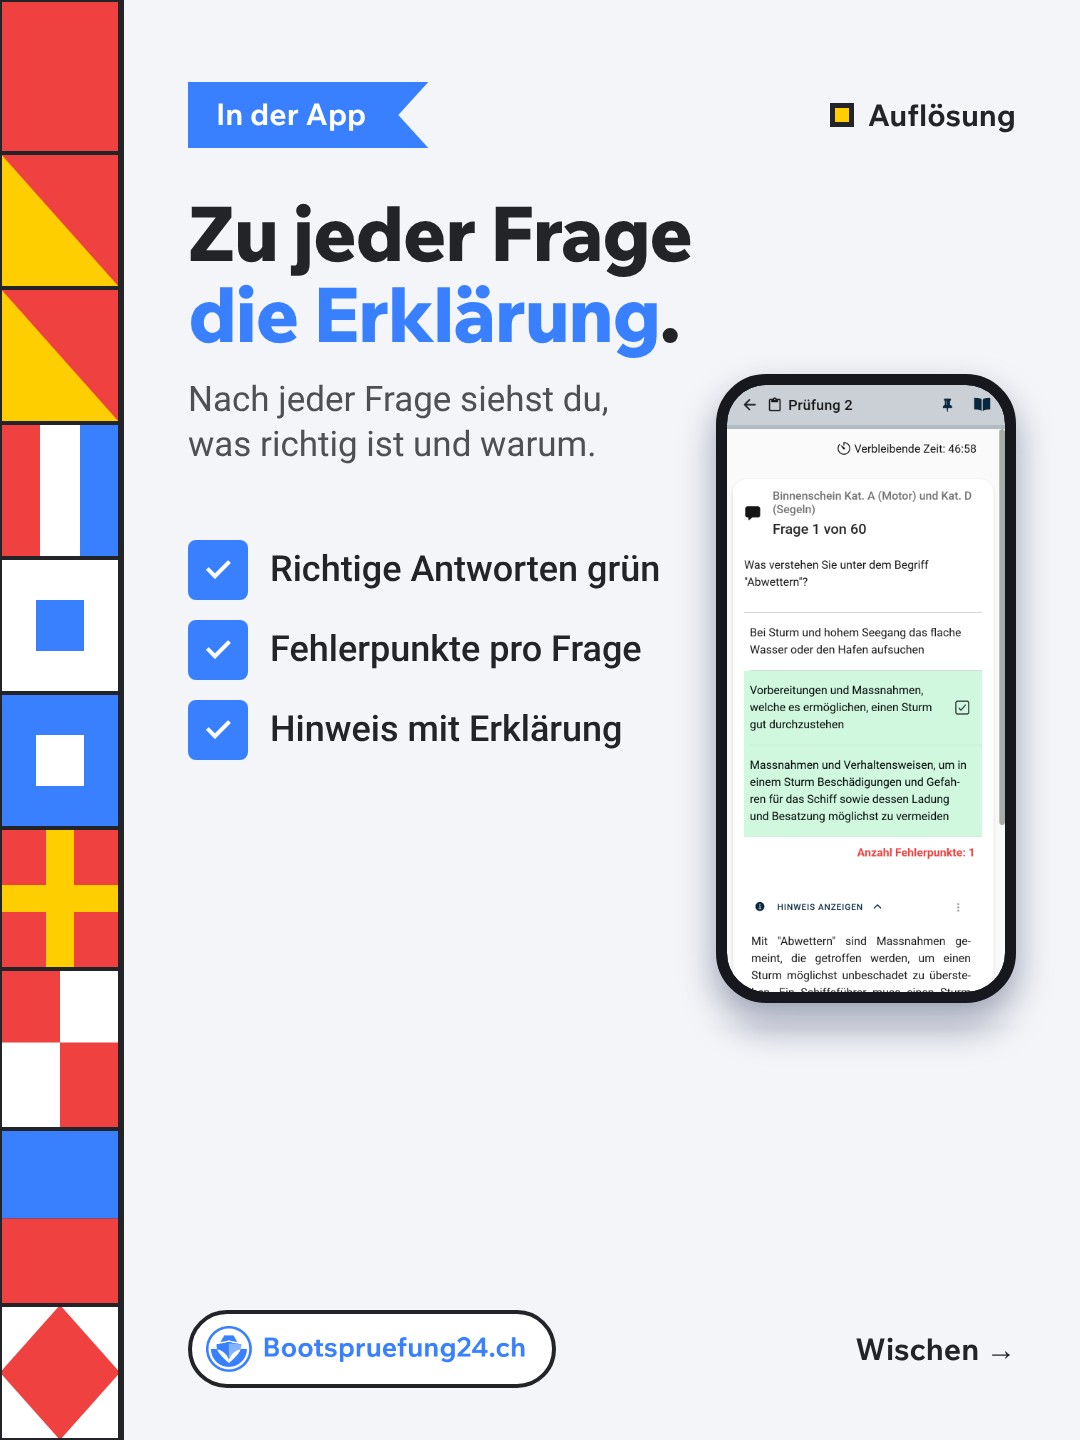 In der App
Auflösung
Zu jeder Frage
die Erklärung.
Nach jeder Frage siehst du,
was richtig ist und warum.
Richtige Antworten grün
Fehlerpunkte pro Frage
Hinweis mit Erklärung
Prüfung 2
Verbleibende Zeit: 46:58
Binnenschein Kat. A (Motor) und Kat. D
(Segeln)
Frage 1 von 60
Was verstehen Sie unter dem Begriff
"Abwettern"?
Bei Sturm und hohem Seegang das flache
Wasser oder den Hafen aufsuchen
Vorbereitungen und Massnahmen,
welche es ermöglichen, einen Sturm
gut durchzustehen
Massnahmen und Verhaltensweisen, um in
einem Sturm Beschädigungen und Gefah-
ren für das Schiff sowie dessen Ladung
und Besatzung möglichst zu vermeiden
Anzahl Fehlerpunkte: 1
HINWEIS ANZEIGEN
Mit "Abwettern" sind Massnahmen ge-
meint, die getroffen werden, um einen
Sturm möglichst unbeschadet zu überste-
hen. Ein Schiffsführer muss einen Sturm
Bootspruefung24.ch
Wischen →